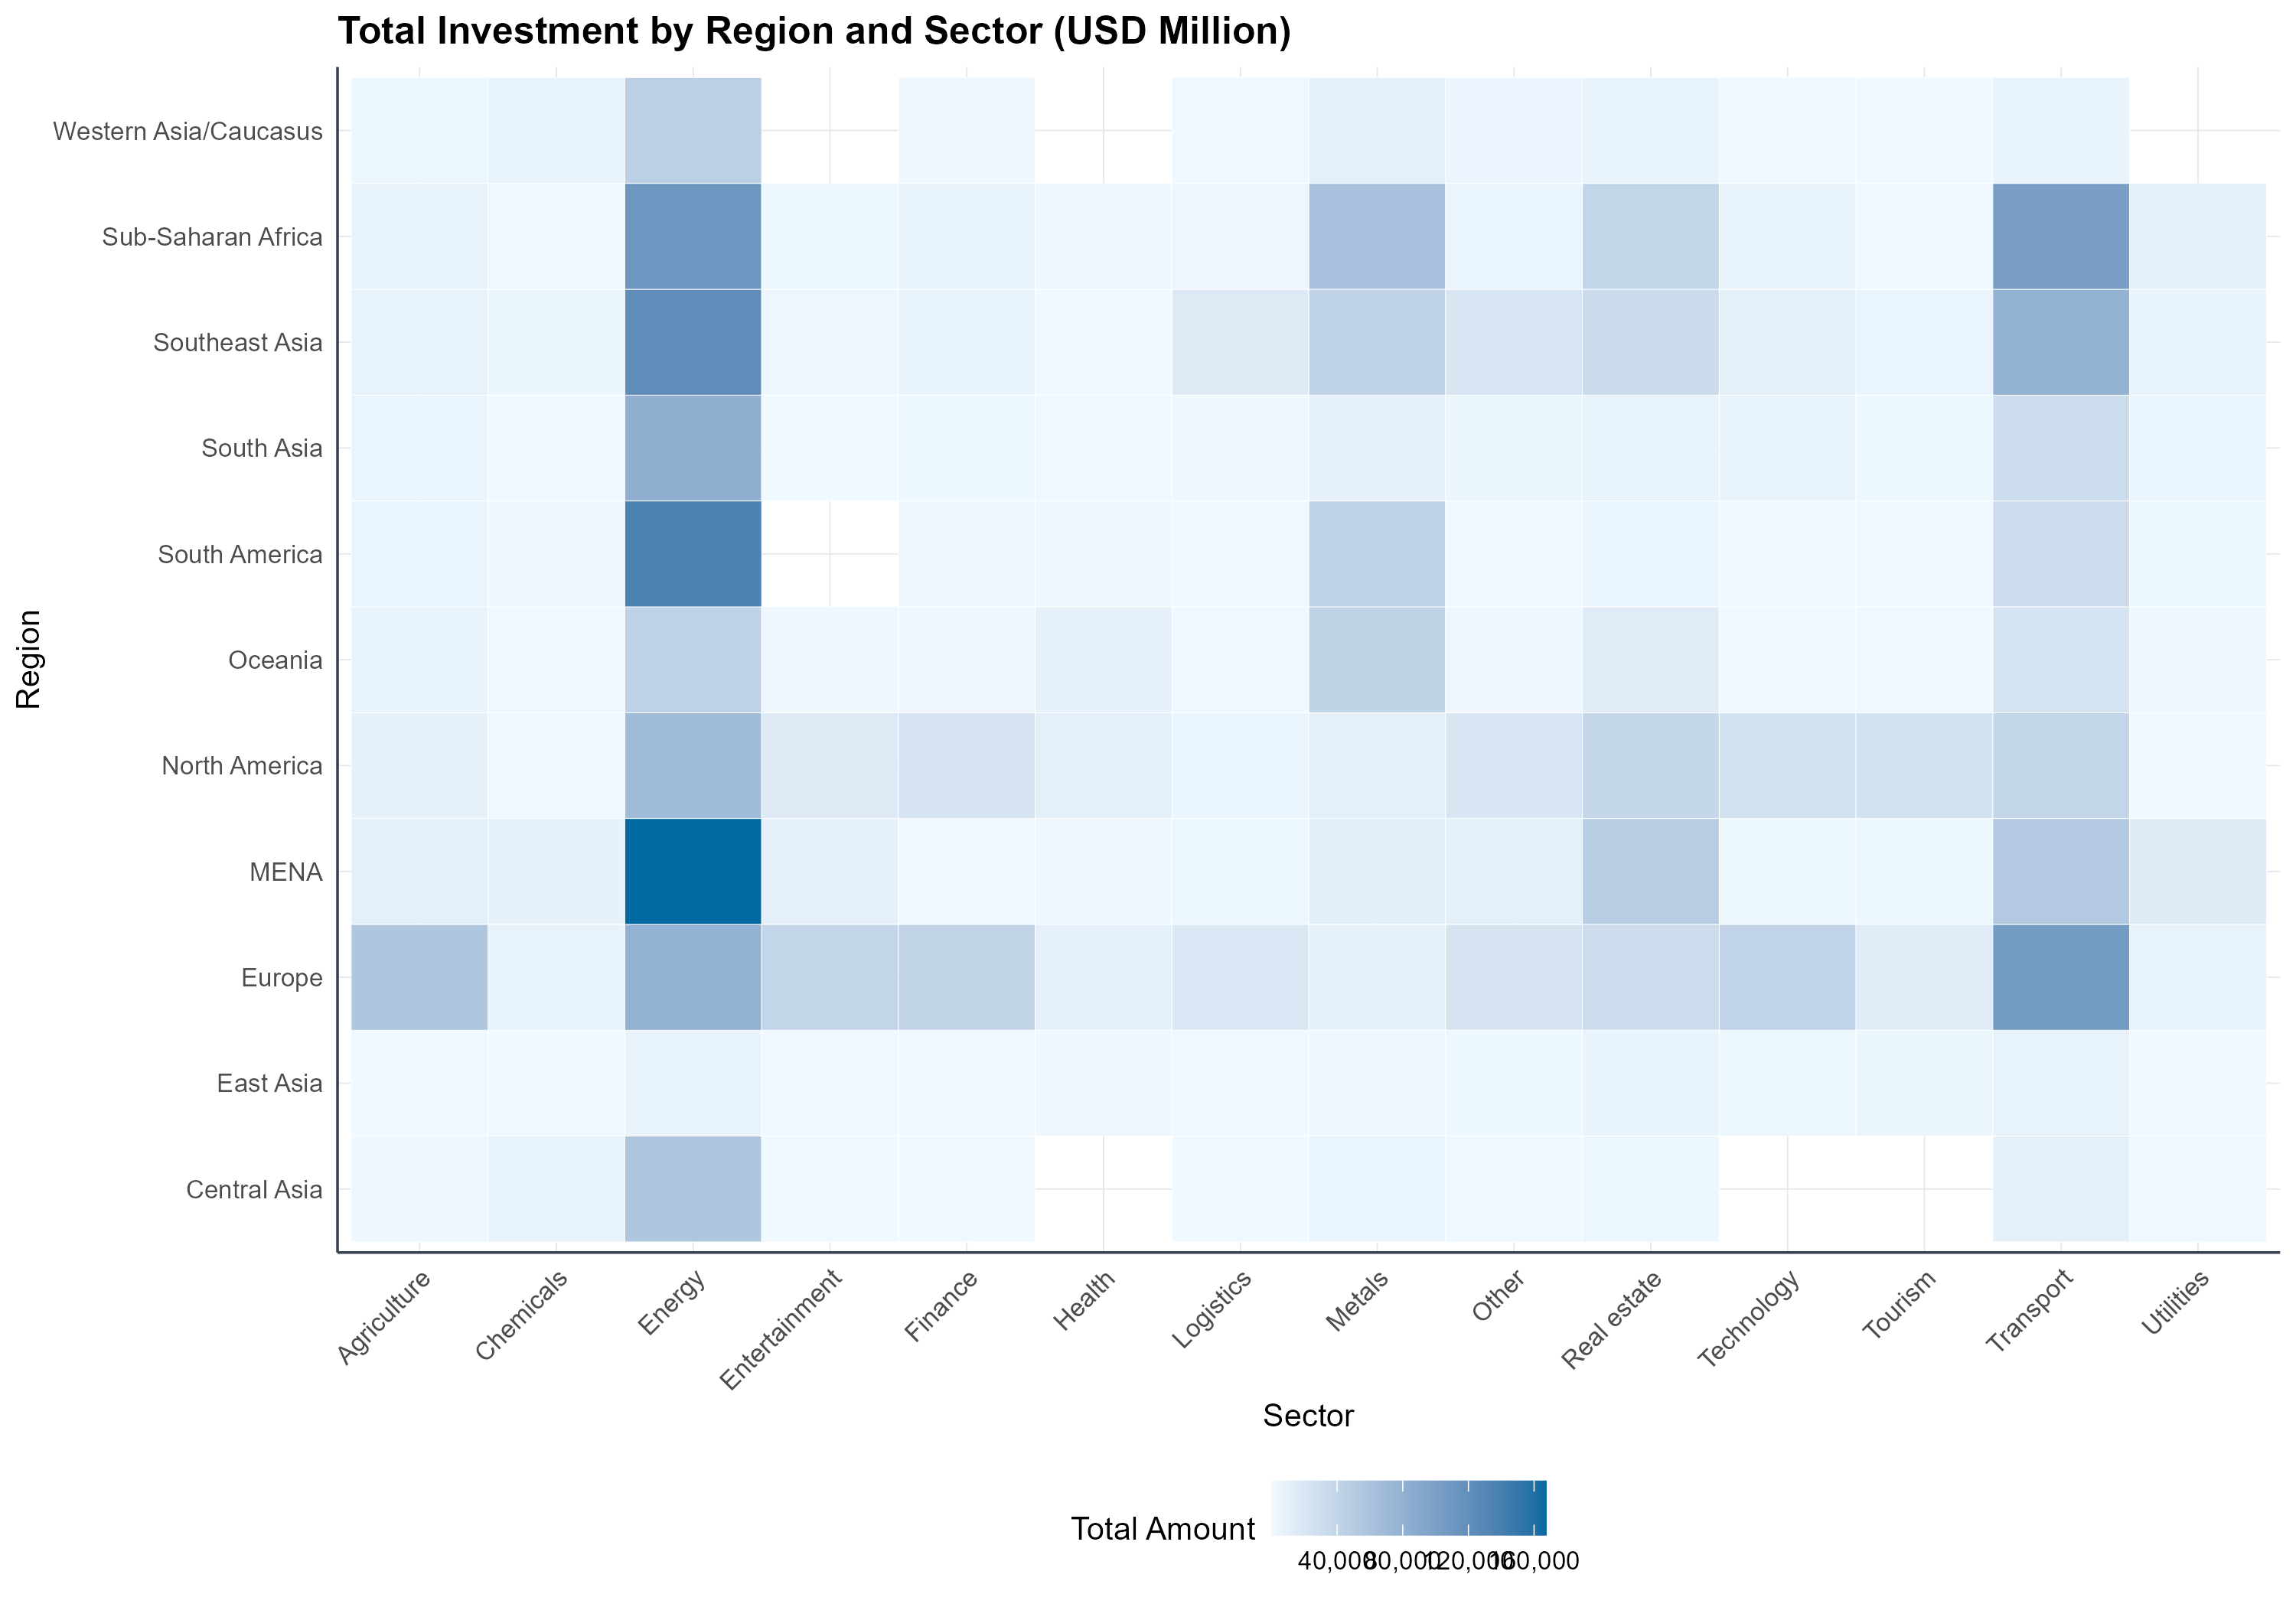 Total Investment by Region and Sector (USD Million)
Region
Western Asia/Caucasus
Sub-Saharan Africa
Southeast Asia
South Asia
South America
Oceania
North America
MENA
Europe
East Asia
Central Asia
Agriculture
Chemicals
Energy
Entertainment
Finance
Health
Logistics
Metals
Other
Real estate
Technology
Tourism
Transport
Utilities
Sector
Total Amount
40,000
80,000
120,000
160,000